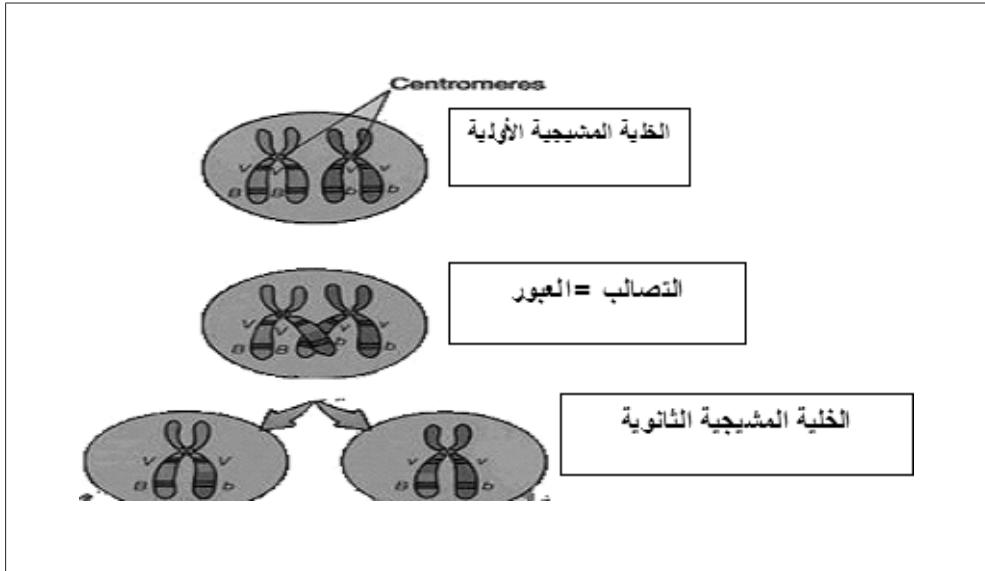 Centromeres
الخلية المشيجية الأولية
V V v v
B B b b
التصالب =العبور
V V v v
B B b b
الخلية المشيجية الثانوية
V V v v
B b B b